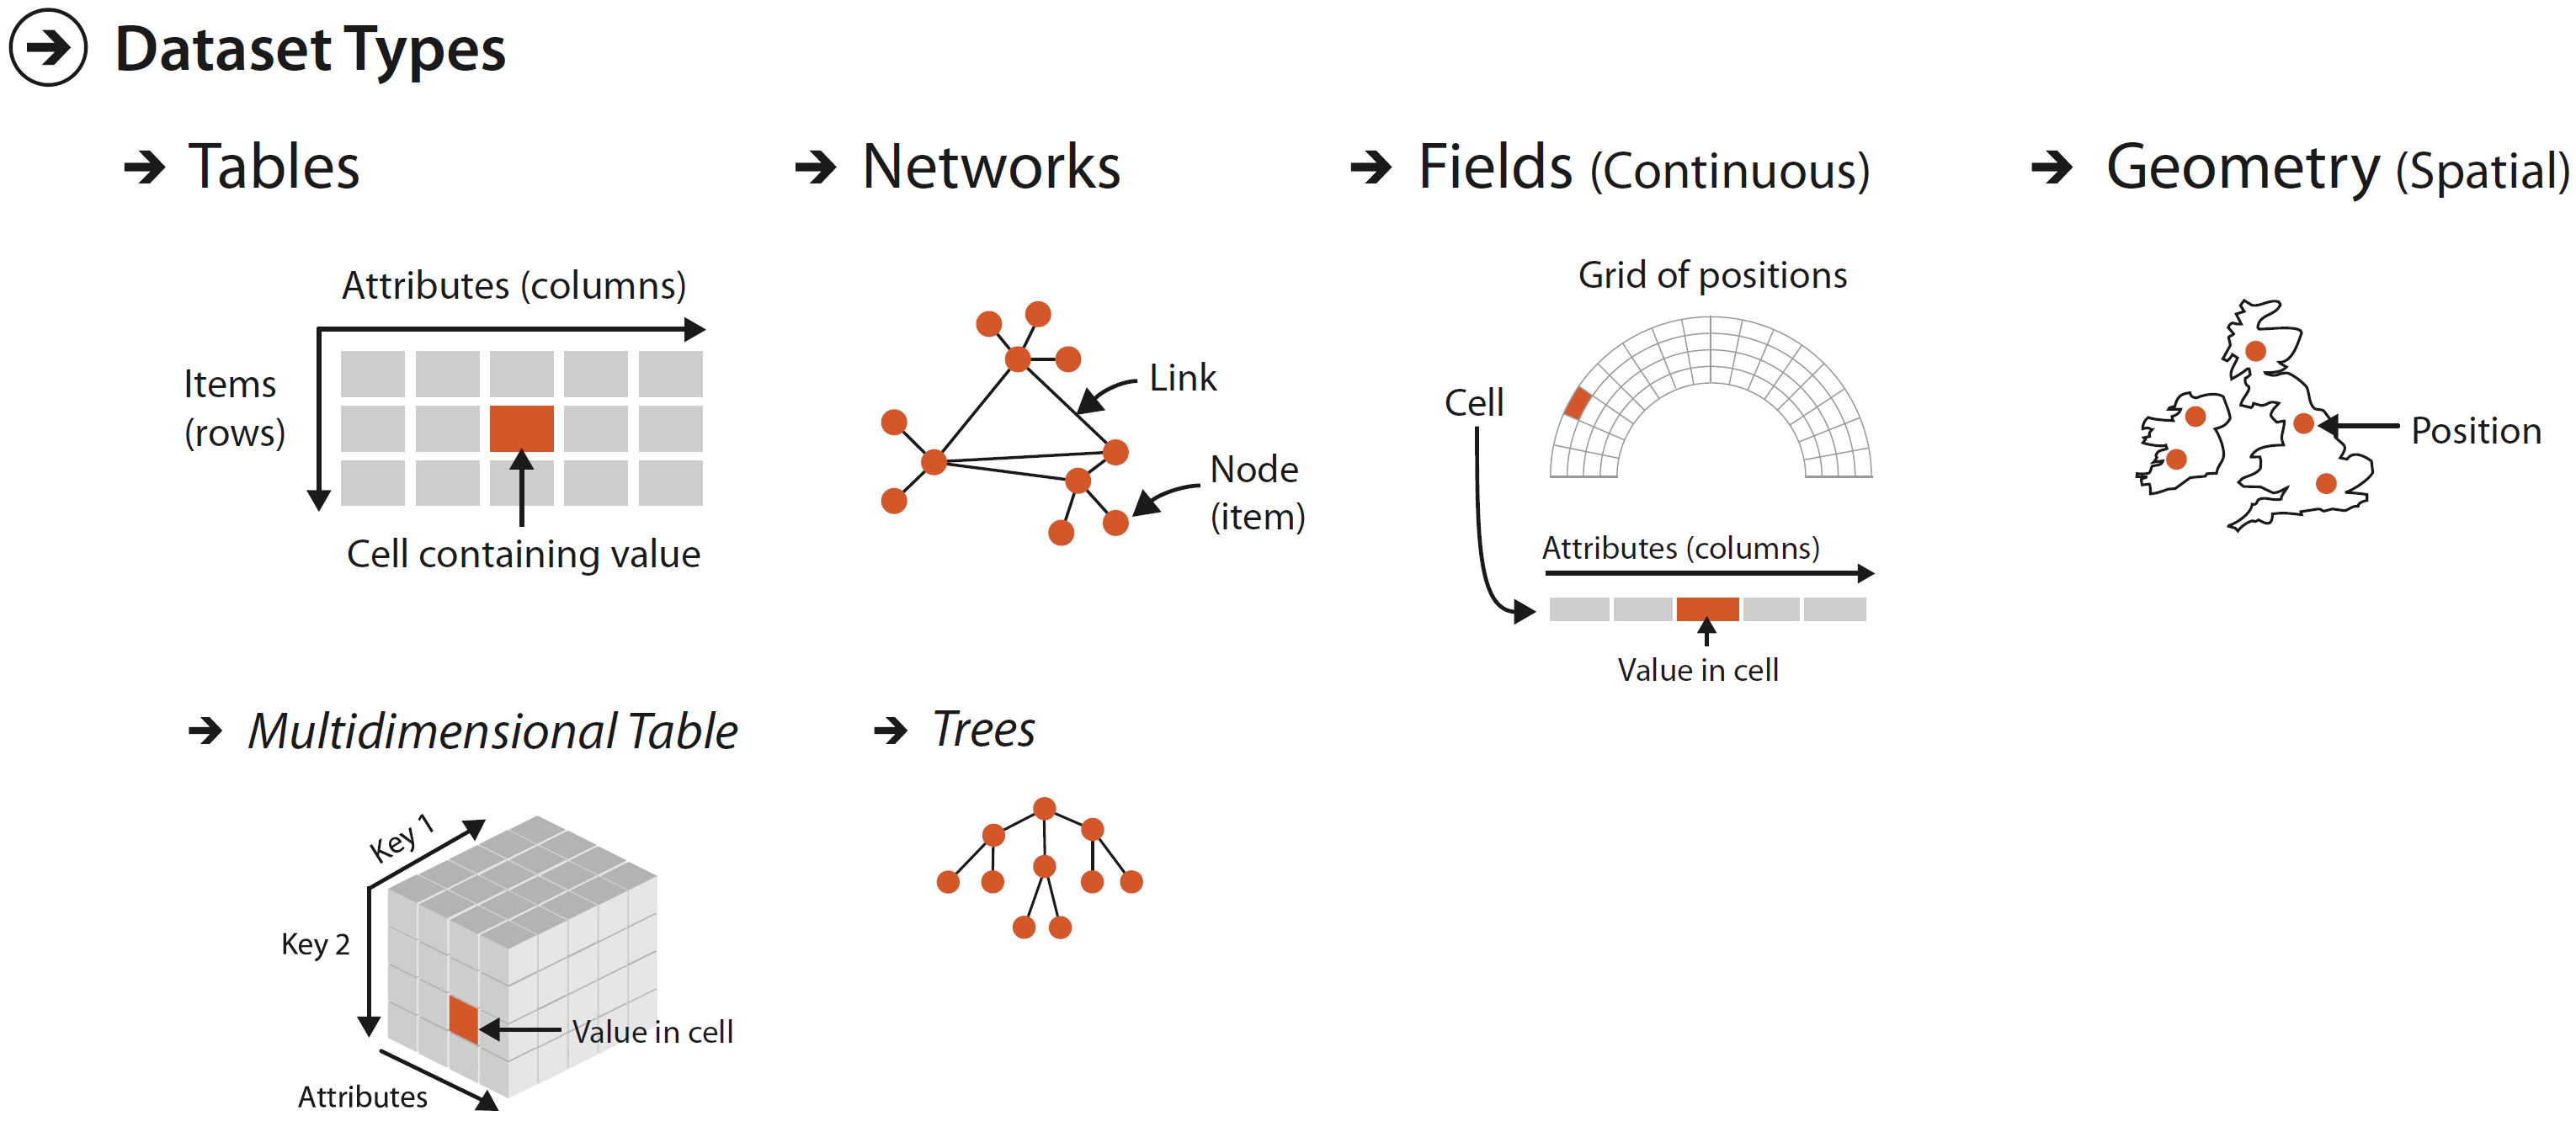 Dataset Types
Tables
Networks
Fields (Continuous)
Geometry (Spatial)
Attributes (columns)
Items
(rows)
Cell containing value
Link
Node
(item)
Grid of positions
Cell
Attributes (columns)
Value in cell
Position
Multidimensional Table
Trees
Key 1
Key 2
Value in cell
Attributes